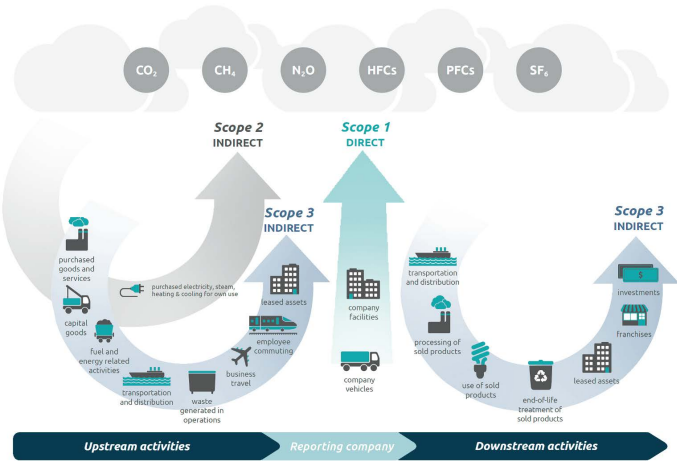 CO₂
CH₄
N₂O
HFCs
PFCs
SF₆
Scope 2
INDIRECT
Scope 1
DIRECT
Scope 3
INDIRECT
Scope 3
INDIRECT
purchased
goods and
services
capital
goods
fuel and
energy related
activities
transportation
and distribution
waste
generated in
operations
business
travel
employee
commuting
leased assets
purchased electricity, steam,
heating & cooling for own use
company
facilities
company
vehicles
transportation
and distribution
processing of
sold products
use of sold
products
end-of-life
treatment of
sold products
leased assets
franchises
investments
$
Upstream activities
Reporting company
Downstream activities